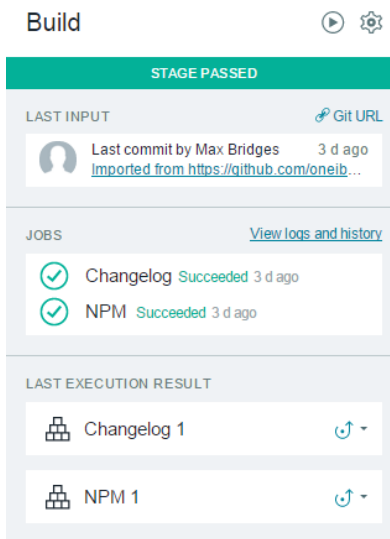 Build
STAGE PASSED
LAST INPUT
Git URL
Last commit by Max Bridges 3 d ago
Imported from https://github.com/oneib...
JOBS
View logs and history
Changelog Succeeded 3 d ago
NPM Succeeded 3 d ago
LAST EXECUTION RESULT
Changelog 1
NPM 1